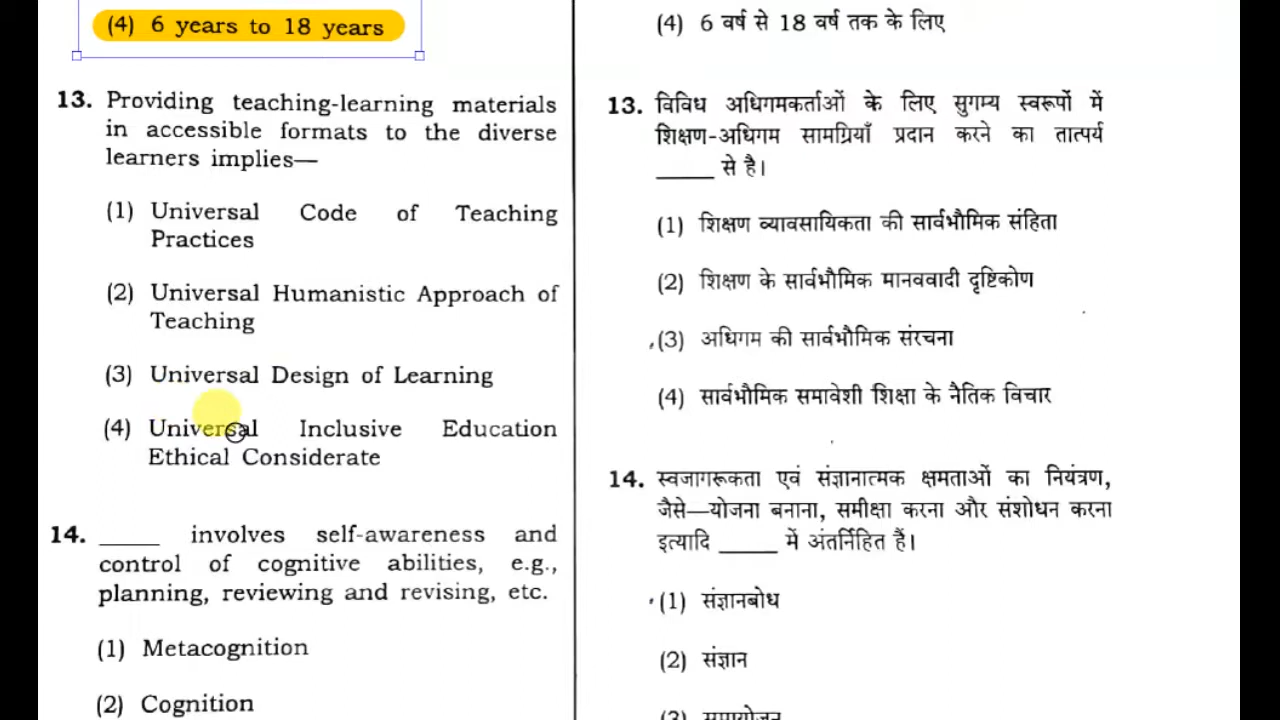 (4) 6 years to 18 years
13. Providing teaching-learning materials
in accessible formats to the diverse
learners implies—
(1) Universal Code of Teaching
Practices
(2) Universal Humanistic Approach of
Teaching
(3) Universal Design of Learning
(4) Universal Inclusive Education
Ethical Considerate
14. _____ involves self-awareness and
control of cognitive abilities, e.g.,
planning, reviewing and revising, etc.
(1) Metacognition
(2) Cognition
(4) 6 वर्ष से 18 वर्ष तक के लिए
13. विविध अधिगमकर्ताओं के लिए सुगम्य स्वरूपों में
शिक्षण-अधिगम सामग्रियाँ प्रदान करने का तात्पर्य
_____ से है।
(1) शिक्षण व्यावसायिकता की सार्वभौमिक संहिता
(2) शिक्षण के सार्वभौमिक मानववादी दृष्टिकोण
(3) अधिगम की सार्वभौमिक संरचना
(4) सार्वभौमिक समावेशी शिक्षा के नैतिक विचार
14. स्वजागरूकता एवं संज्ञानात्मक क्षमताओं का नियंत्रण,
जैसे—योजना बनाना, समीक्षा करना और संशोधन करना
इत्यादि _____ में अंतर्निहित हैं।
(1) संज्ञानबोध
(2) संज्ञान
(3) समायोजन